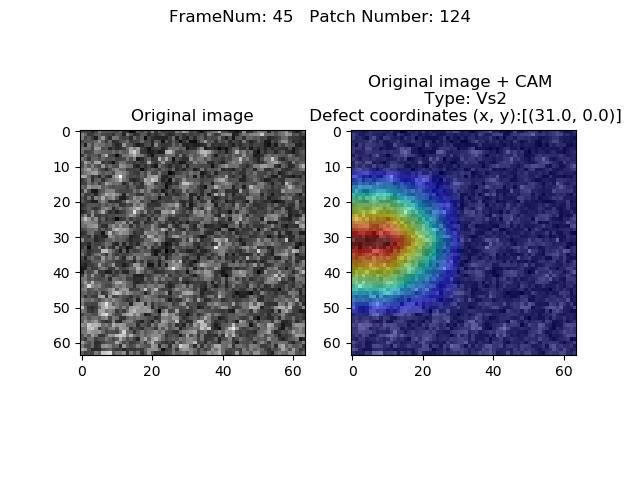 FrameNum: 45   Patch Number: 124
Original image
0
10
20
30
40
50
60
0 20 40 60
Original image + CAM
Type: Vs2
Defect coordinates (x, y):[(31.0, 0.0)]
0
10
20
30
40
50
60
0 20 40 60